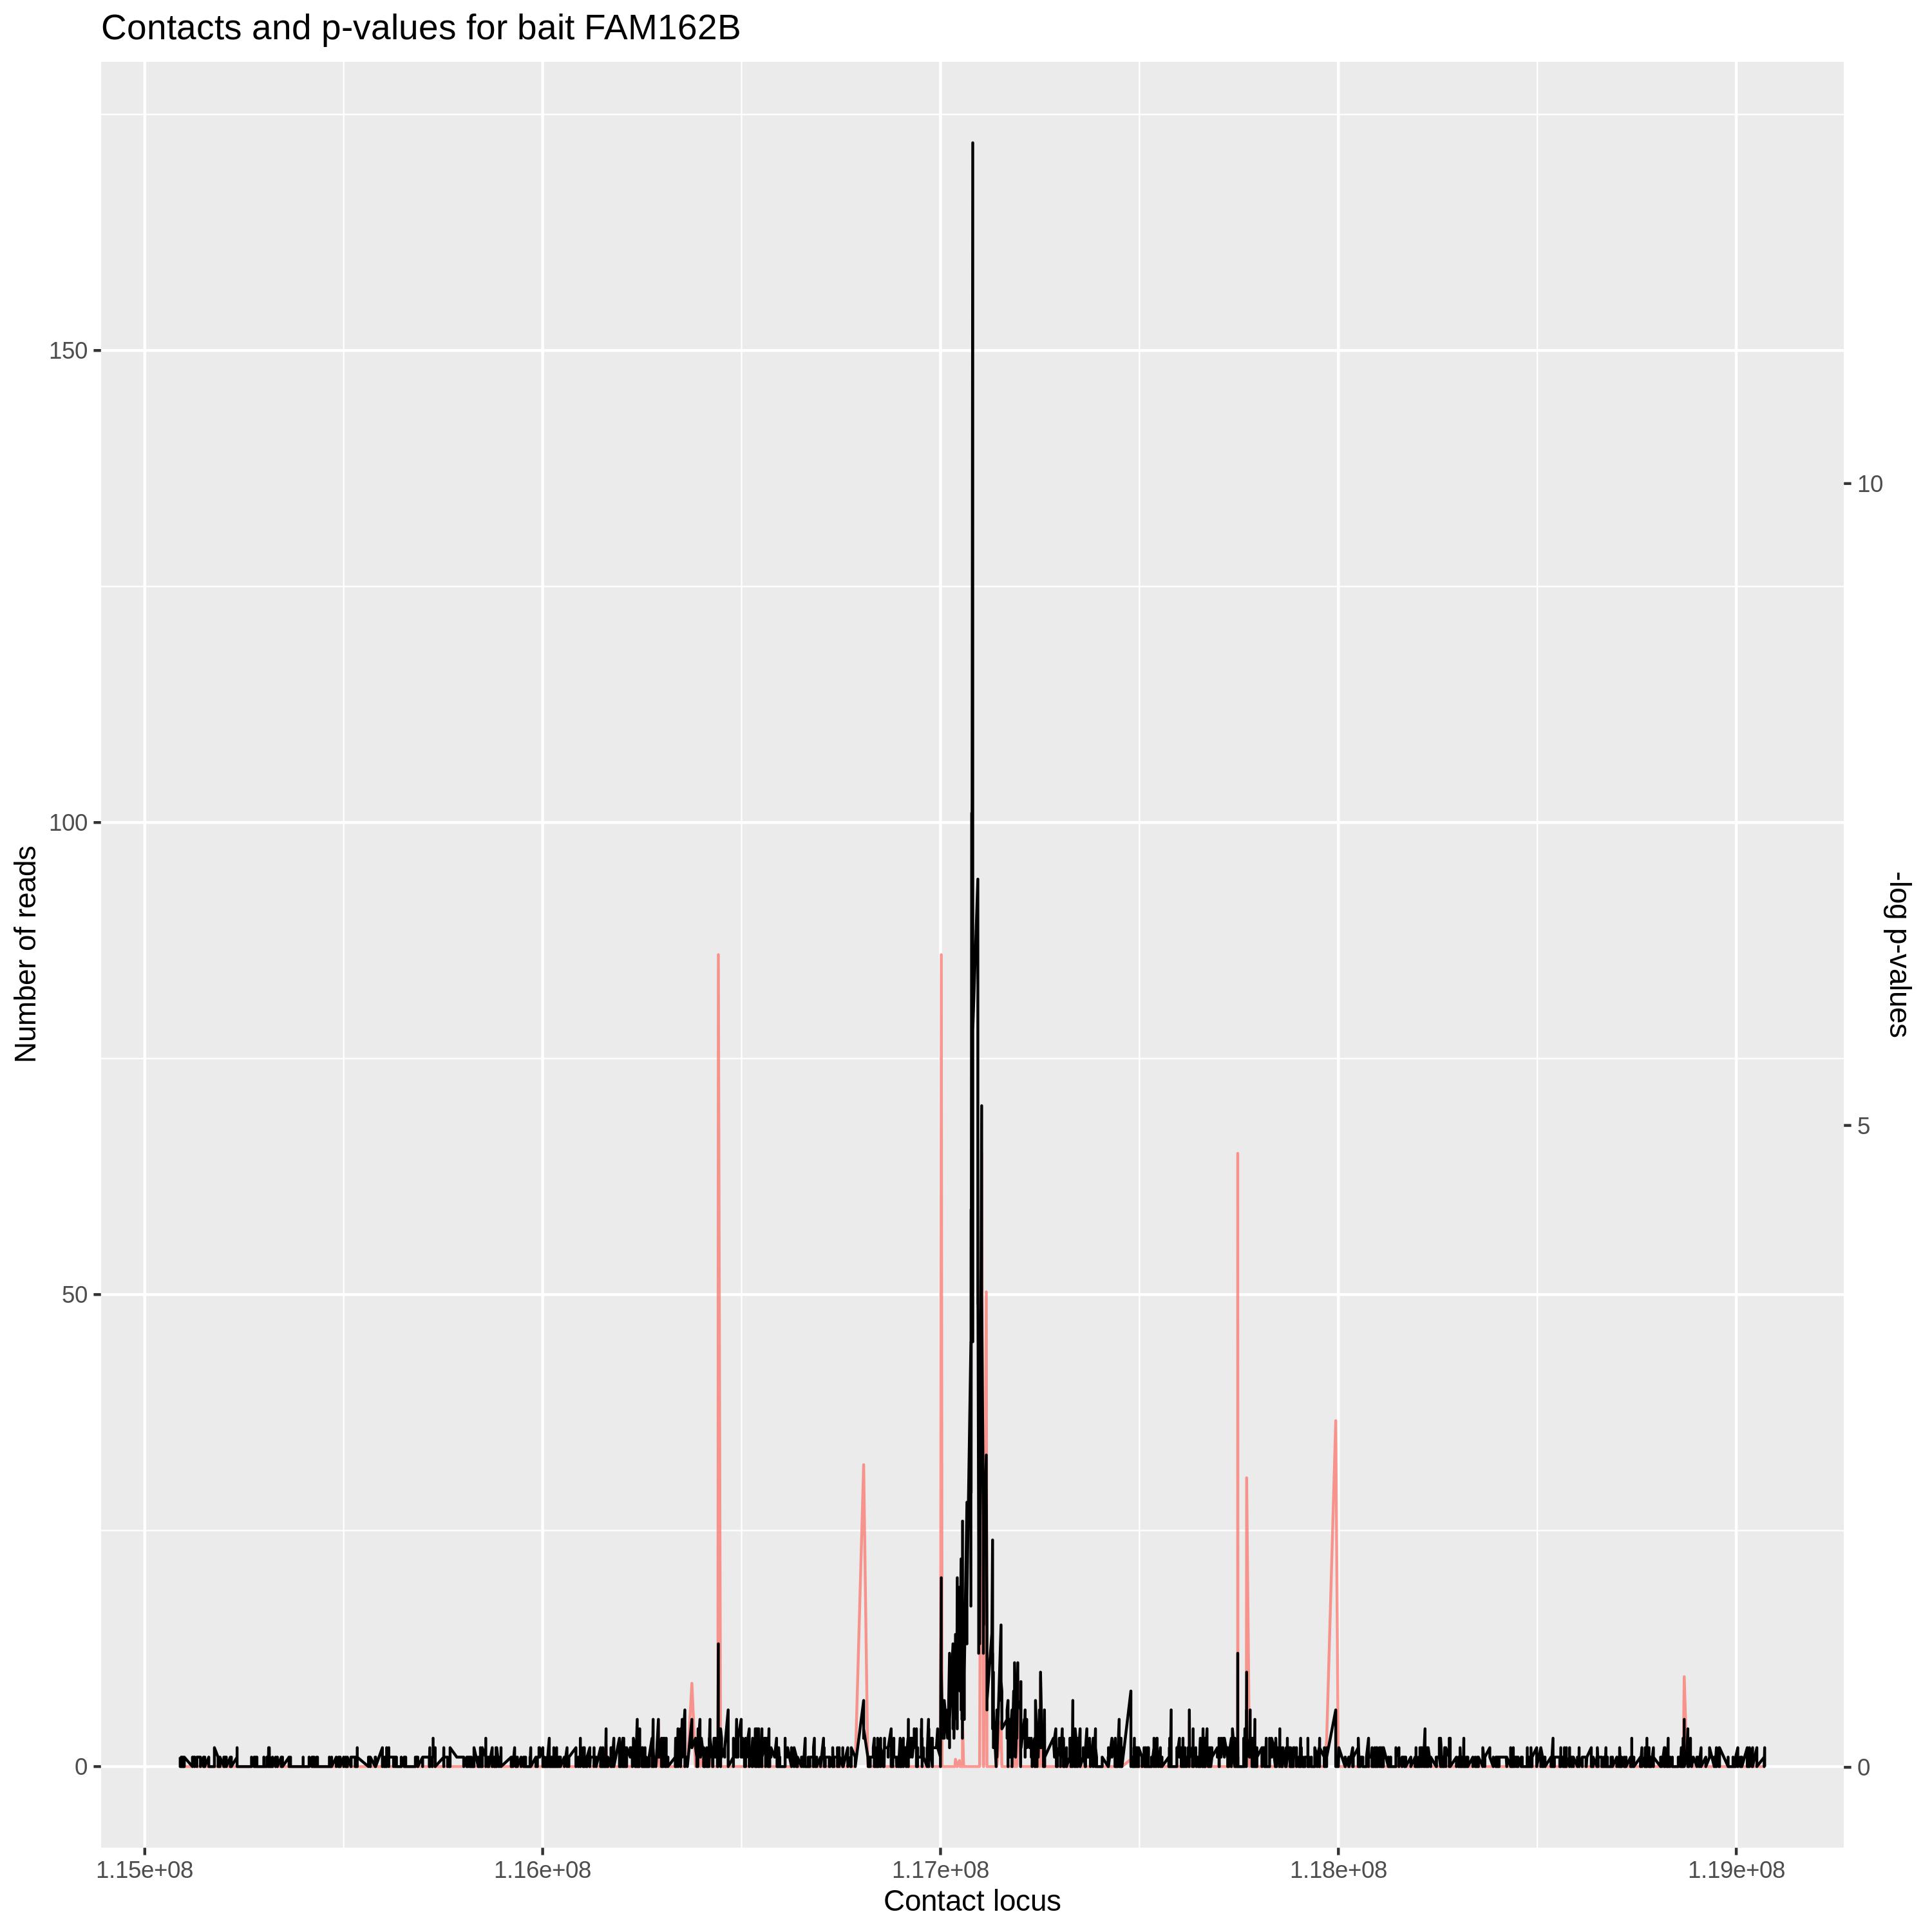 Contacts and p-values for bait FAM162B
150
100
50
0
10
5
0
Number of reads
-log p-values
1.15e+08
1.16e+08
1.17e+08
1.18e+08
1.19e+08
Contact locus